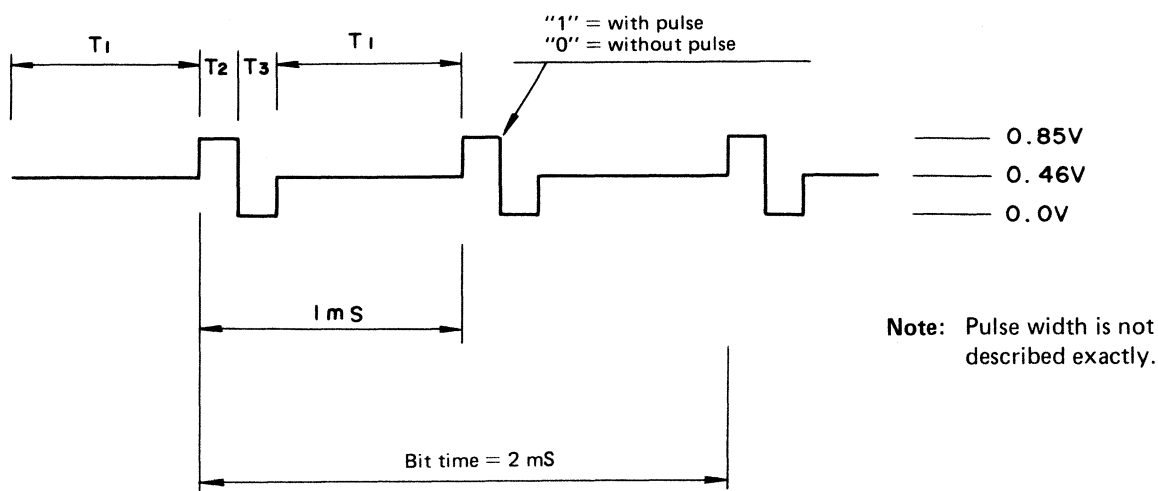 "1" = with pulse
"0" = without pulse
T1
T2
T3
T1
0.85V
0.46V
0.0V
1mS
Note: Pulse width is not
described exactly.
Bit time = 2 mS